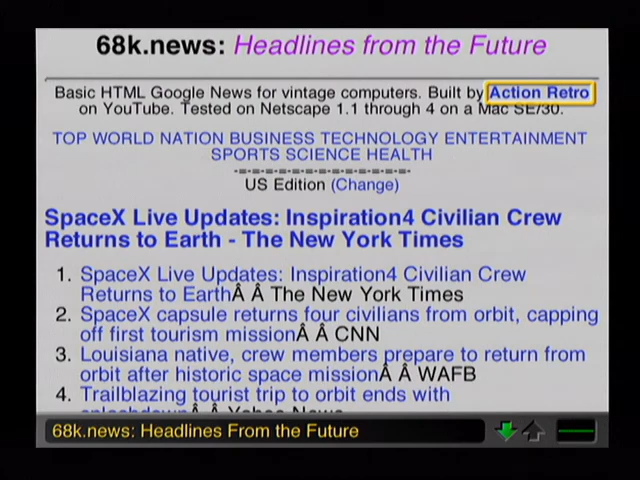 68k.news: Headlines from the Future
Basic HTML Google News for vintage computers. Built by Action Retro
on YouTube. Tested on Netscape 1.1 through 4 on a Mac SE/30.
TOP WORLD NATION BUSINESS TECHNOLOGY ENTERTAINMENT
SPORTS SCIENCE HEALTH
-=-=-=-=-=-=-=-=-=-=-=-=-=-=-
US Edition (Change)
SpaceX Live Updates: Inspiration4 Civilian Crew
Returns to Earth - The New York Times
1. SpaceX Live Updates: Inspiration4 Civilian Crew
Returns to EarthÂ Â The New York Times
2. SpaceX capsule returns four civilians from orbit, capping
off first tourism missionÂ Â CNN
3. Louisiana native, crew members prepare to return from
orbit after historic space missionÂ Â WAFB
4. Trailblazing tourist trip to orbit ends with
splashdownÂ Â Yahoo News
68k.news: Headlines From the Future